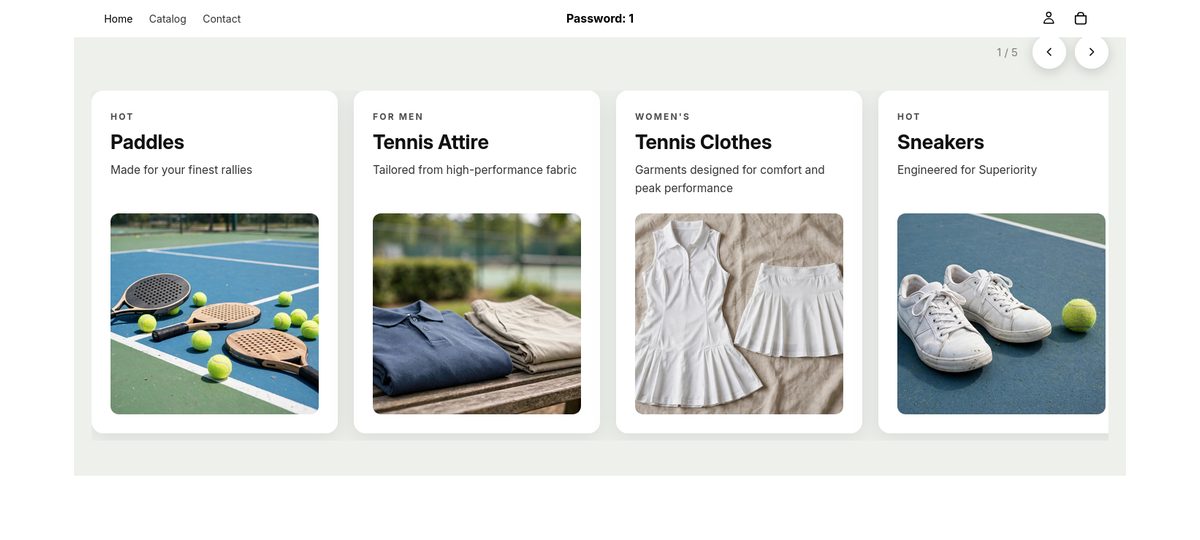 Home Catalog Contact
Password: 1
1 / 5
HOT
Paddles
Made for your finest rallies
FOR MEN
Tennis Attire
Tailored from high-performance fabric
WOMEN'S
Tennis Clothes
Garments designed for comfort and
peak performance
HOT
Sneakers
Engineered for Superiority